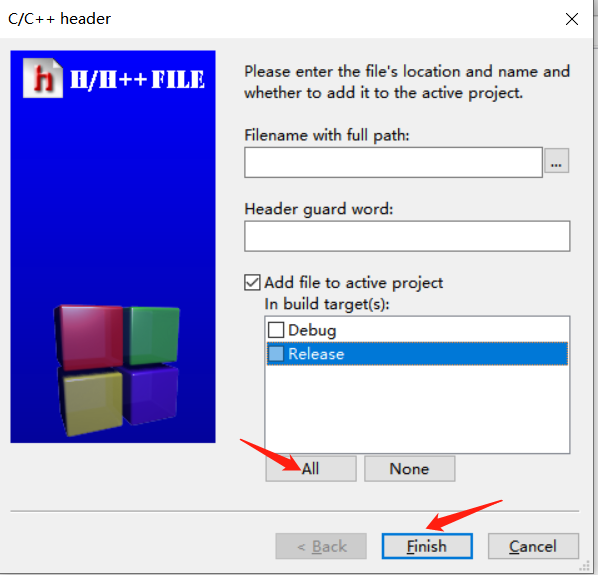 C/C++ header
h H/H++ FILE
Please enter the file's location and name and
whether to add it to the active project.
Filename with full path:
...
Header guard word:
Add file to active project
In build target(s):
Debug
Release
All None
< Back Finish Cancel